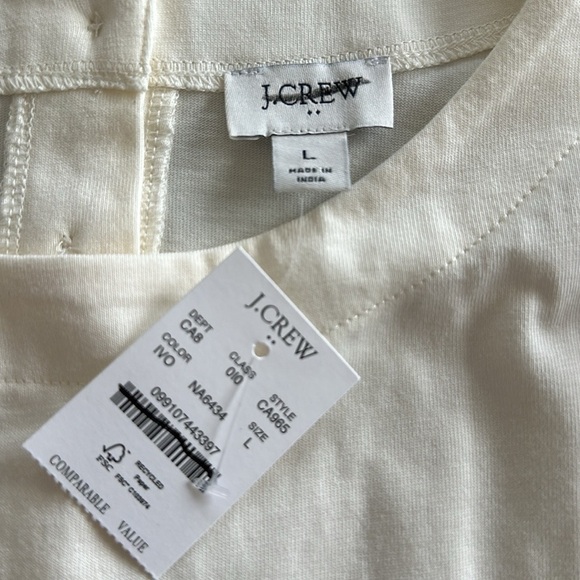 J.CREW
L
MADE IN
INDIA
J.CREW
DEPT CLASS STYLE
CA8 010 CA965
COLOR SIZE
IVO NA6434 L
099107443397
FSC
RECYCLED
Paper
COMPARABLE VALUE